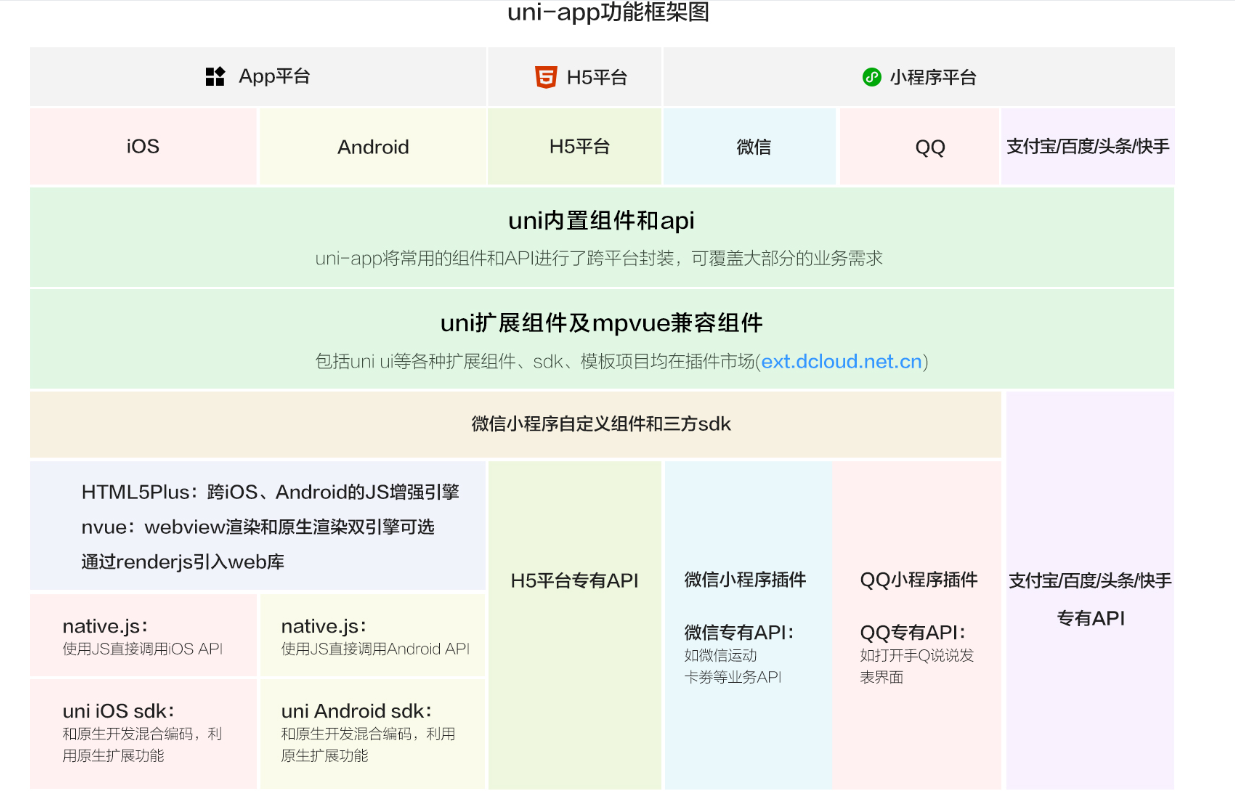 uni-app功能框架图
App平台
H5平台
小程序平台
iOS
Android
H5平台
微信
QQ
支付宝/百度/头条/快手
uni内置组件和api
uni-app将常用的组件和API进行了跨平台封装，可覆盖大部分的业务需求
uni扩展组件及mpvue兼容组件
包括uni ui等各种扩展组件、sdk、模板项目均在插件市场(ext.dcloud.net.cn)
微信小程序自定义组件和三方sdk
HTML5Plus：跨iOS、Android的JS增强引擎
nvue：webview渲染和原生渲染双引擎可选
通过renderjs引入web库
native.js：
使用JS直接调用iOS API
native.js：
使用JS直接调用Android API
uni iOS sdk：
和原生开发混合编码，利
用原生扩展功能
uni Android sdk：
和原生开发混合编码，利用
原生扩展功能
H5平台专有API
微信小程序插件
微信专有API：
如微信运动
卡券等业务API
QQ小程序插件
QQ专有API：
如打开手Q说说发
表界面
支付宝/百度/头条/快手
专有API